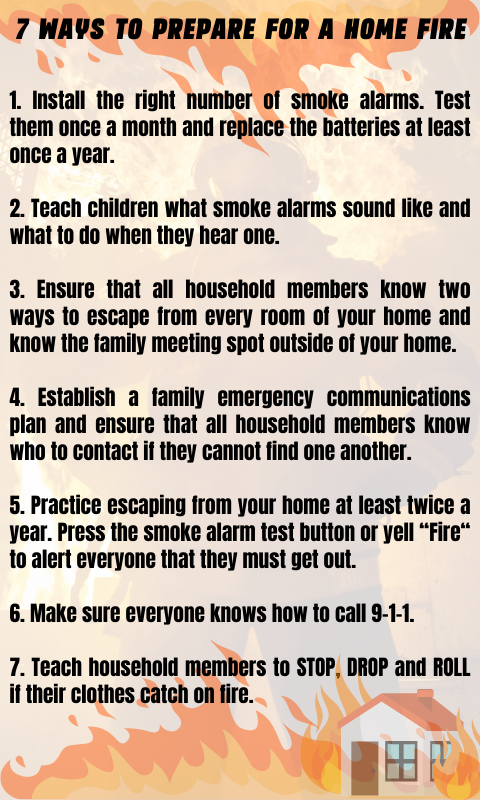 7 WAYS TO PREPARE FOR A HOME FIRE
1. Install the right number of smoke alarms. Test
them once a month and replace the batteries at least
once a year.
2. Teach children what smoke alarms sound like and
what to do when they hear one.
3. Ensure that all household members know two
ways to escape from every room of your home and
know the family meeting spot outside of your home.
4. Establish a family emergency communications
plan and ensure that all household members know
who to contact if they cannot find one another.
5. Practice escaping from your home at least twice a
year. Press the smoke alarm test button or yell “Fire“
to alert everyone that they must get out.
6. Make sure everyone knows how to call 9-1-1.
7. Teach household members to STOP, DROP and ROLL
if their clothes catch on fire.